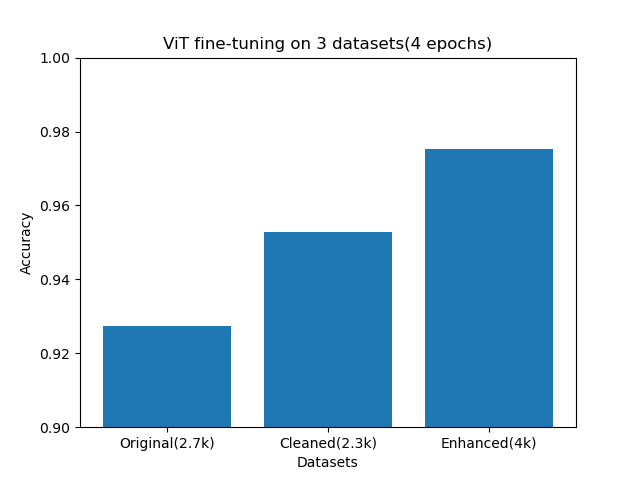 ViT fine-tuning on 3 datasets(4 epochs)
1.00
0.98
0.96
0.94
0.92
0.90
Accuracy
Original(2.7k)
Cleaned(2.3k)
Enhanced(4k)
Datasets